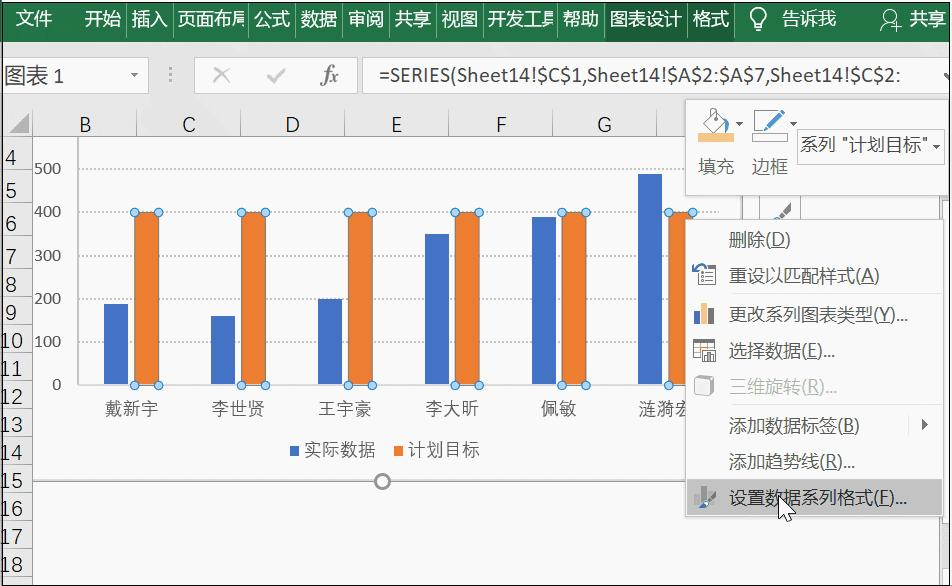 文件 开始 插入 页面布局 公式 数据 审阅 共享 视图 开发工具 帮助 图表设计 格式 告诉我 共享
图表 1 fx =SERIES(Sheet14!$C$1,Sheet14!$A$2:$A$7,Sheet14!$C$2:
B C D E F G
填充 边框 系列 "计划目标"
4
5
6
7
8
9
10
11
12
13
14
15
16
17
18
500
400
300
200
100
0
戴新宇 李世贤 王宇豪 李大昕 佩敏 涟漪
实际数据 计划目标
删除(D)
重设以匹配样式(A)
更改系列图表类型(Y)...
选择数据(E)...
三维旋转(R)...
添加数据标签(B)
添加趋势线(R)...
设置数据系列格式(F)...